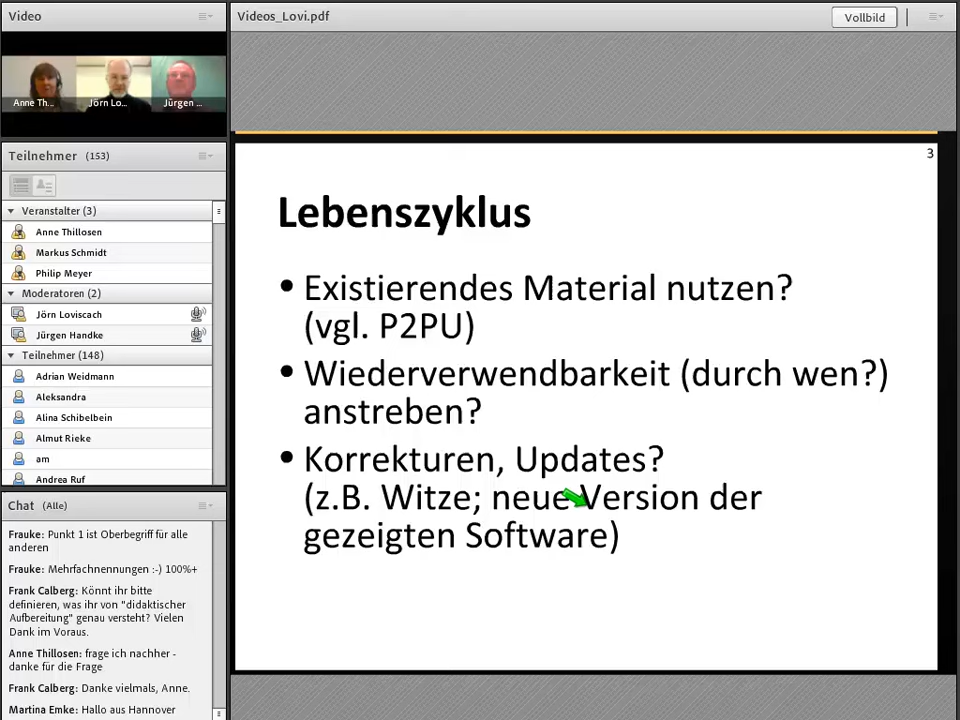 Video
Anne Th...
Jörn Lo...
Jürgen ...
Teilnehmer (153)
Veranstalter (3)
Anne Thillosen
Markus Schmidt
Philip Meyer
Moderatoren (2)
Jörn Loviscach
Jürgen Handke
Teilnehmer (148)
Adrian Weidmann
Aleksandra
Alina Schibelbein
Almut Rieke
am
Andrea Ruf
Chat (Alle)
Frauke: Punkt 1 ist Oberbegriff für alle
anderen
Frauke: Mehrfachnennungen :-) 100%+
Frank Calberg: Könnt ihr bitte
definieren, was ihr von "didaktischer
Aufbereitung" genau versteht? Vielen
Dank im Voraus.
Anne Thillosen: frage ich nachher -
danke für die Frage
Frank Calberg: Danke vielmals, Anne.
Martina Emke: Hallo aus Hannover
Videos_Lovi.pdf
Vollbild
3
Lebenszyklus
• Existierendes Material nutzen?
(vgl. P2PU)
• Wiederverwendbarkeit (durch wen?)
anstreben?
• Korrekturen, Updates?
(z.B. Witze; neue Version der
gezeigten Software)